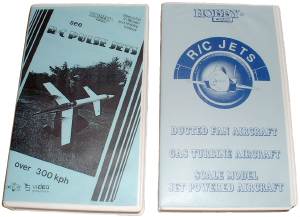 see
R/C PULSE JETS
over 300 kph
video
HOBBY
R/C JETS
DUCTED FAN AIRCRAFT
GAS TURBINE AIRCRAFT
SCALE MODEL
JET POWERED AIRCRAFT